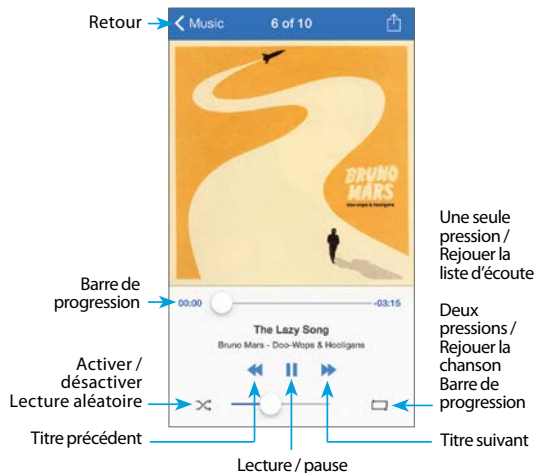 Retour
Music
6 of 10
BRUNO
MARS
Doo-wops & Hooligans
Une seule
pression /
Rejouer la
liste d'écoute
Barre de
progression
00:00
-03:15
Deux
pressions /
Rejouer la
chanson
Barre de
progression
The Lazy Song
Bruno Mars - Doo-Wops & Hooligans
Activer /
désactiver
Lecture aléatoire
Titre précédent
Lecture / pause
Titre suivant